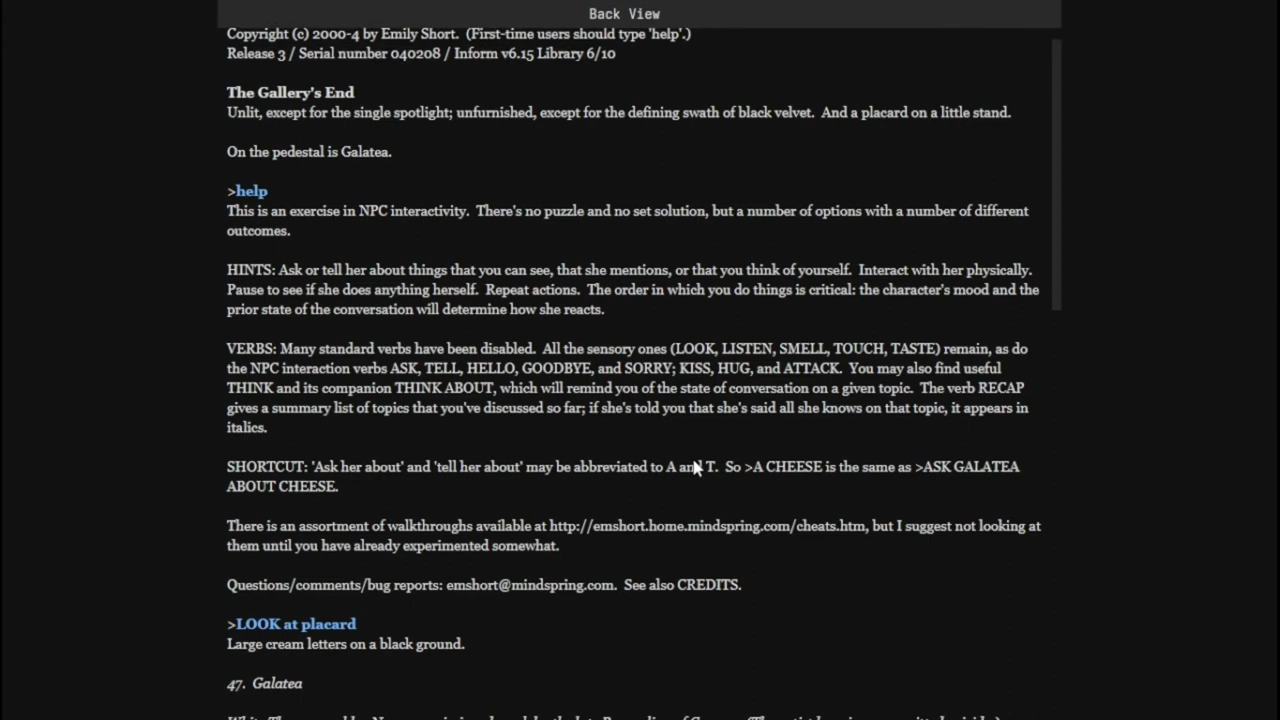 Back View
Copyright (c) 2000-4 by Emily Short.  (First-time users should type 'help'.)
Release 3 / Serial number 040208 / Inform v6.15 Library 6/10
The Gallery's End
Unlit, except for the single spotlight; unfurnished, except for the defining swath of black velvet.  And a placard on a little stand.
On the pedestal is Galatea.
>help
This is an exercise in NPC interactivity.  There's no puzzle and no set solution, but a number of options with a number of different
outcomes.
HINTS: Ask or tell her about things that you can see, that she mentions, or that you think of yourself.  Interact with her physically.
Pause to see if she does anything herself.  Repeat actions.  The order in which you do things is critical: the character's mood and the
prior state of the conversation will determine how she reacts.
VERBS: Many standard verbs have been disabled.  All the sensory ones (LOOK, LISTEN, SMELL, TOUCH, TASTE) remain, as do
the NPC interaction verbs ASK, TELL, HELLO, GOODBYE, and SORRY; KISS, HUG, and ATTACK.  You may also find useful
THINK and its companion THINK ABOUT, which will remind you of the state of conversation on a given topic.  The verb RECAP
gives a summary list of topics that you've discussed so far; if she's told you that she's said all she knows on that topic, it appears in
italics.
SHORTCUT: 'Ask her about' and 'tell her about' may be abbreviated to A and T.  So >A CHEESE is the same as >ASK GALATEA
ABOUT CHEESE.
There is an assortment of walkthroughs available at http://emshort.home.mindspring.com/cheats.htm, but I suggest not looking at
them until you have already experimented somewhat.
Questions/comments/bug reports: emshort@mindspring.com.  See also CREDITS.
>LOOK at placard
Large cream letters on a black ground.
47.  Galatea